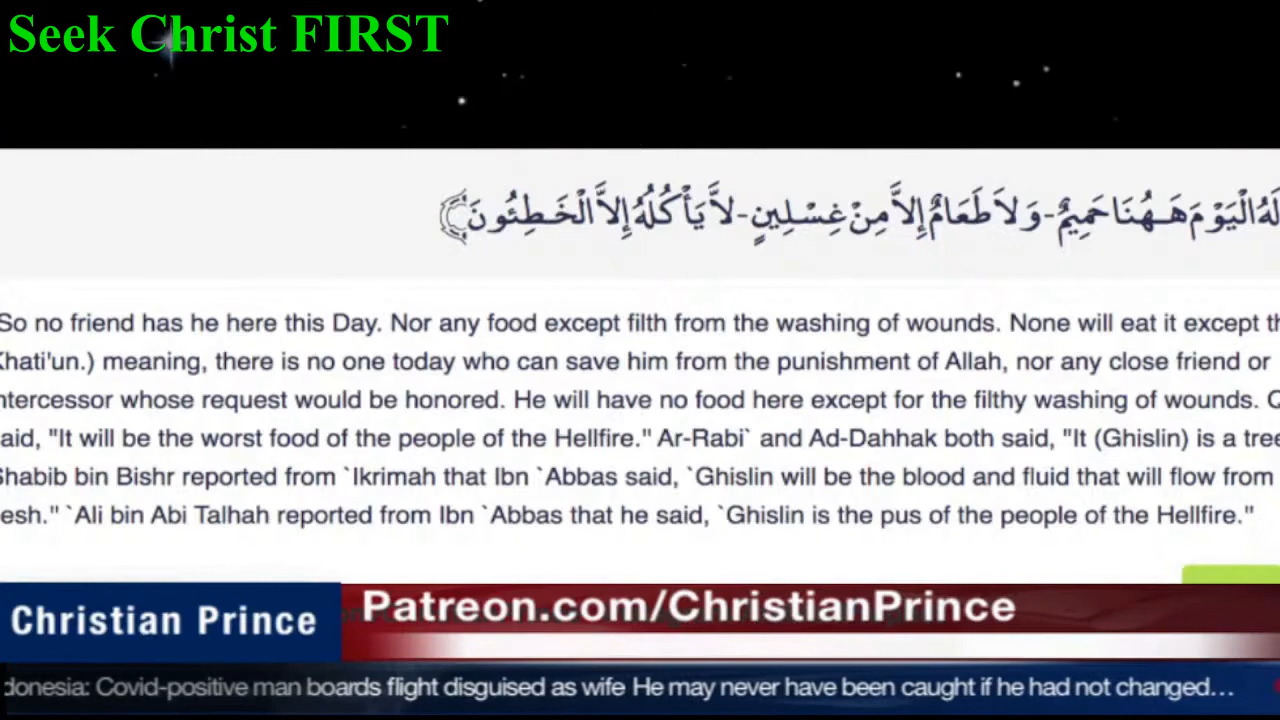 Seek Christ FIRST
لَهُ الْيَوْمَ هَـهُنَا حَمِيمٌ - وَلاَ طَعَامٌ إِلاَّ مِنْ غِسْلِينٍ - لاَّ يَأْكُلُهُ إِلاَّ الْخَـطِئُونَ
So no friend has he here this Day. Nor any food except filth from the washing of wounds. None will eat it except
Khati'un.) meaning, there is no one today who can save him from the punishment of Allah, nor any close friend or
ntercessor whose request would be honored. He will have no food here except for the filthy washing of wounds.
aid, "It will be the worst food of the people of the Hellfire." Ar-Rabi` and Ad-Dahhak both said, "It (Ghislin) is a tree
Shabib bin Bishr reported from `Ikrimah that Ibn `Abbas said, `Ghislin will be the blood and fluid that will flow from
esh." `Ali bin Abi Talhah reported from Ibn `Abbas that he said, `Ghislin is the pus of the people of the Hellfire."
Christian Prince
Patreon.com/ChristianPrince
donesia: Covid-positive man boards flight disguised as wife He may never have been caught if he had not changed...